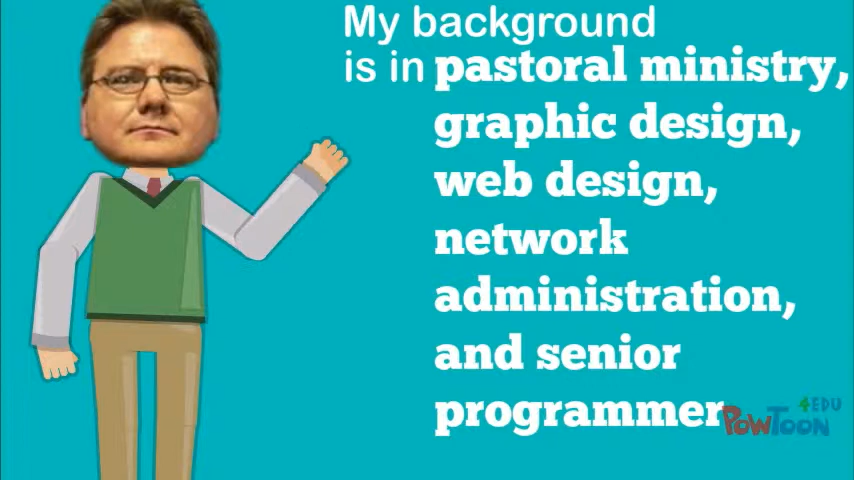 My background
is in pastoral ministry,
graphic design,
web design,
network
administration,
and senior
programmer
4EDU
PowToon